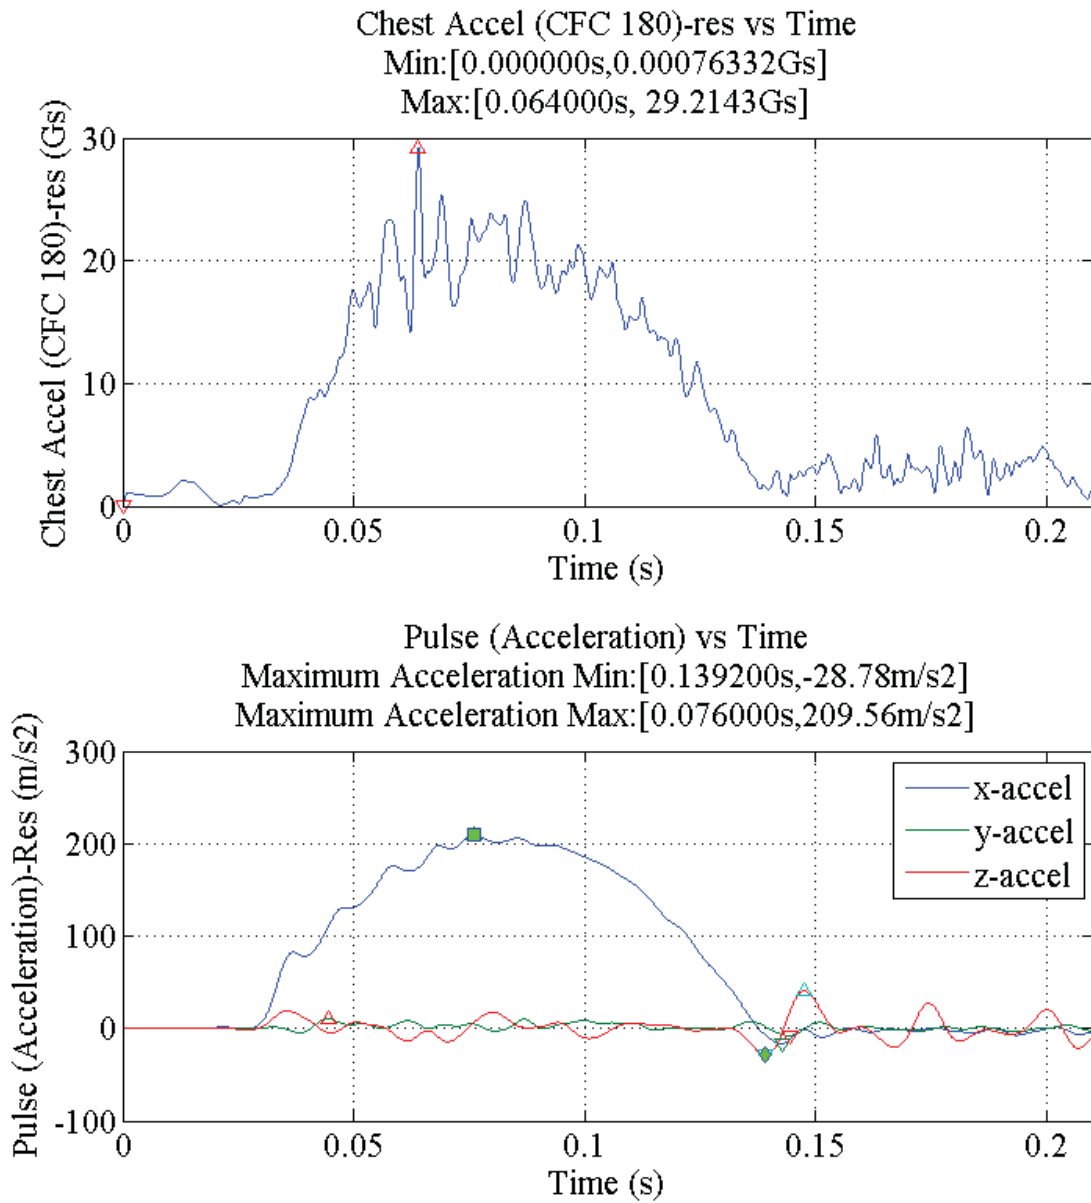 Chest Accel (CFC 180)-res vs Time
Min:[0.000000s,0.00076332Gs]
Max:[0.064000s, 29.2143Gs]
Chest Accel (CFC 180)-res (Gs)
30
20
10
0
0
0.05
0.1
0.15
0.2
Time (s)
Pulse (Acceleration) vs Time
Maximum Acceleration Min:[0.139200s,-28.78m/s2]
Maximum Acceleration Max:[0.076000s,209.56m/s2]
Pulse (Acceleration)-Res (m/s2)
300
200
100
0
-100
x-accel
y-accel
z-accel
0
0.05
0.1
0.15
0.2
Time (s)